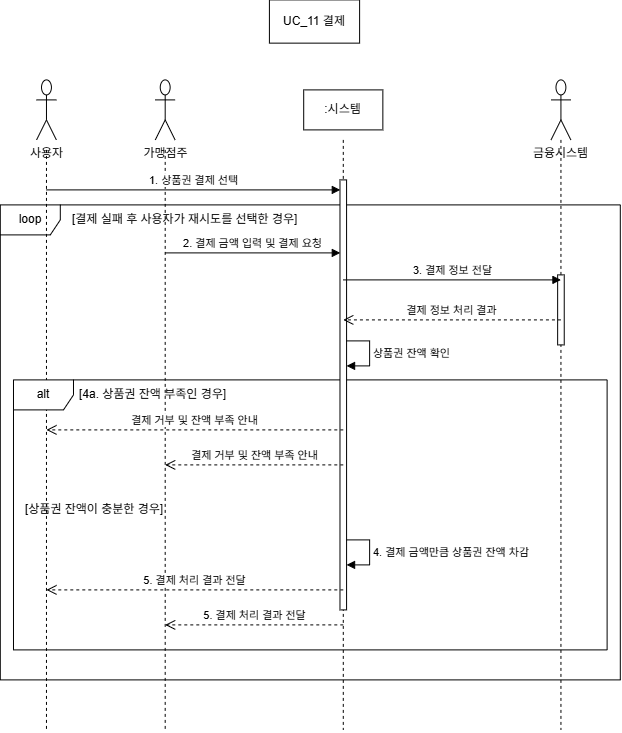 UC_11 결제
:시스템
사용자
가맹점주
금융시스템
1. 상품권 결제 선택
loop
[결제 실패 후 사용자가 재시도를 선택한 경우]
2. 결제 금액 입력 및 결제 요청
3. 결제 정보 전달
결제 정보 처리 결과
상품권 잔액 확인
alt
[4a. 상품권 잔액 부족인 경우]
결제 거부 및 잔액 부족 안내
결제 거부 및 잔액 부족 안내
[상품권 잔액이 충분한 경우]
4. 결제 금액만큼 상품권 잔액 차감
5. 결제 처리 결과 전달
5. 결제 처리 결과 전달